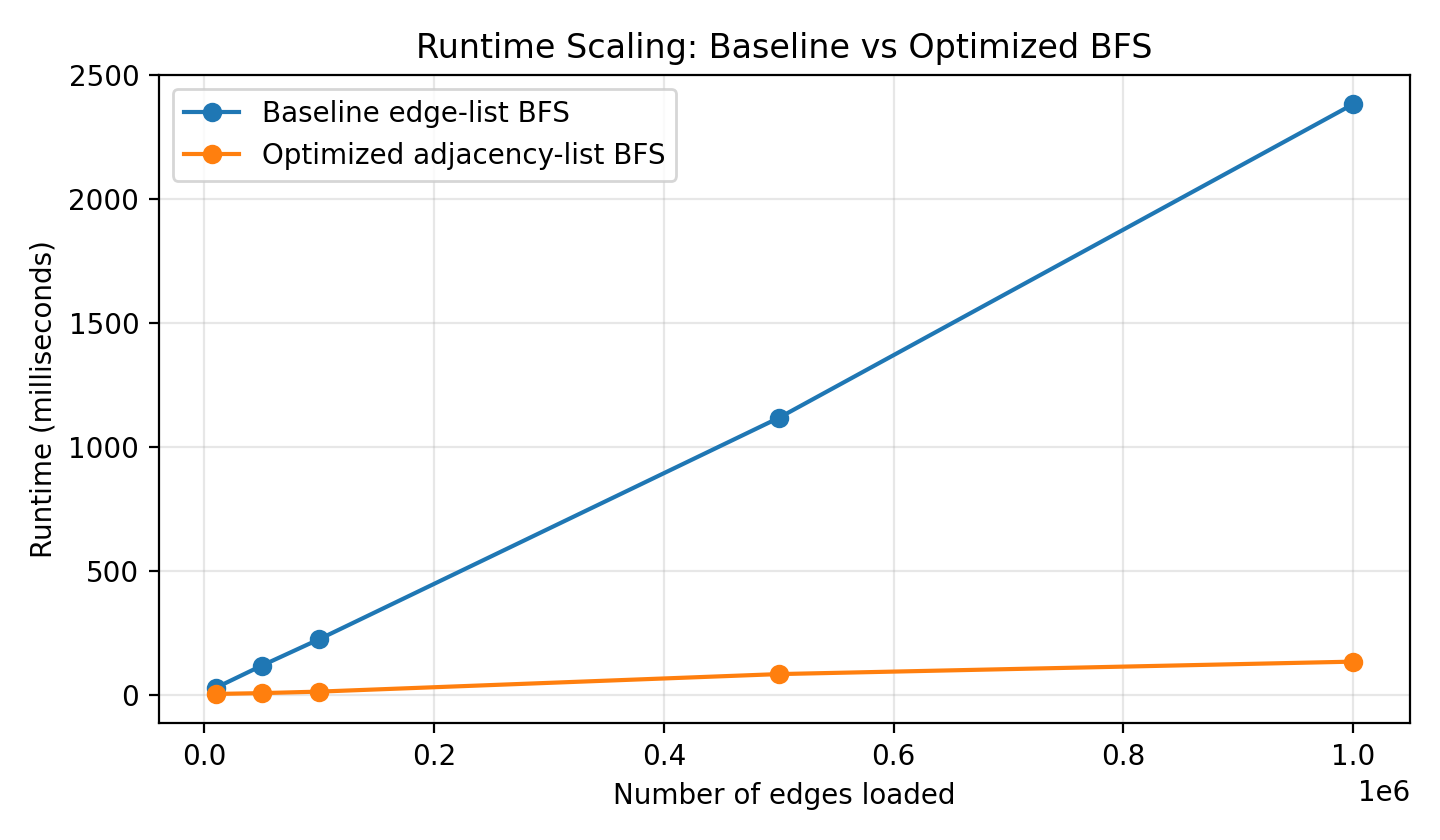 Runtime Scaling: Baseline vs Optimized BFS
Baseline edge-list BFS
Optimized adjacency-list BFS
Runtime (milliseconds)
2500
2000
1500
1000
500
0
0.0 0.2 0.4 0.6 0.8 1.0
1e6
Number of edges loaded